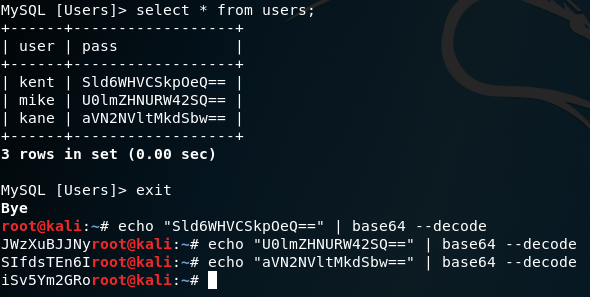 MySQL [Users]> select * from users;
+------+------------------+
| user | pass             |
+------+------------------+
| kent | Sld6WHVCSkpOeQ== |
| mike | U0lmZHNURW42SQ== |
| kane | aVN2NVltMkdSbw== |
+------+------------------+
3 rows in set (0.00 sec)

MySQL [Users]> exit
Bye
root@kali:~# echo "Sld6WHVCSkpOeQ==" | base64 --decode
JWzXuBJJNyroot@kali:~# echo "U0lmZHNURW42SQ==" | base64 --decode
SIfdsTEn6Iroot@kali:~# echo "aVN2NVltMkdSbw==" | base64 --decode
iSv5Ym2GRoroot@kali:~#